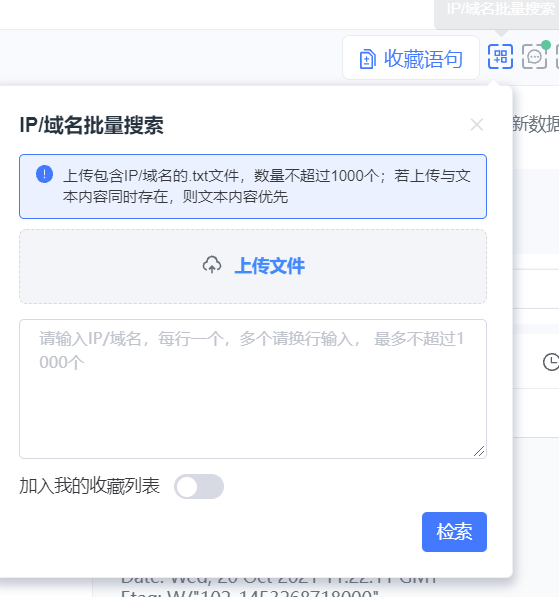 IP/域名批量搜索
收藏语句
IP/域名批量搜索
新数据
上传包含IP/域名的.txt文件，数量不超过1000个；若上传与文
本内容同时存在，则文本内容优先
上传文件
请输入IP/域名，每行一个，多个请换行输入， 最多不超过1
000个
加入我的收藏列表
检索
Date: Wed, 20 Oct 2021 11:22:11 GMT
Etag: W/"102-1453268718000"